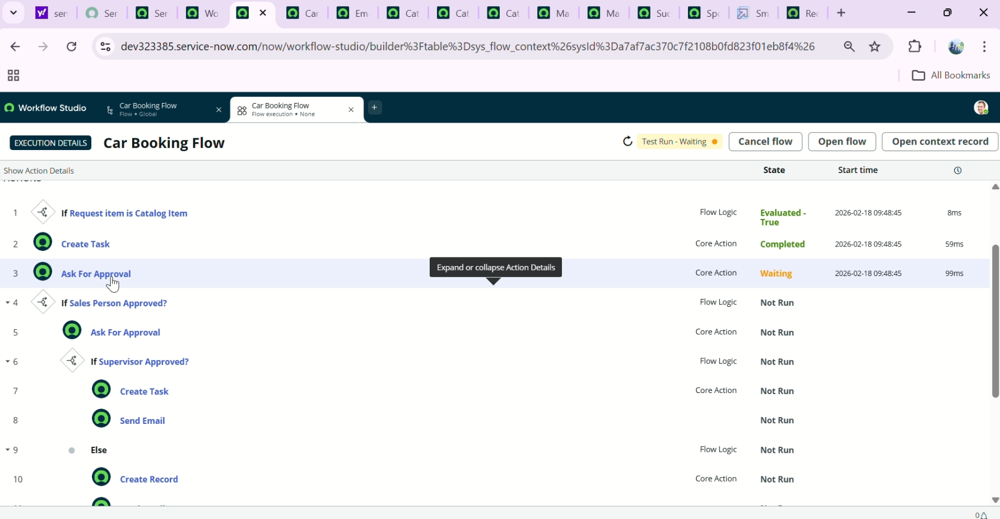 serv
Ser
Ser
Wo
Car
Em
Cat
Cat
Cat
Ma
Ma
Suc
Spc
Sm
Rec
dev323385.service-now.com/now/workflow-studio/builder%3Ftable%3Dsys_flow_context%26sysId%3Da7af7ac370c7f2108b0fd823f01eb8f4%26
All Bookmarks
Workflow Studio
Car Booking Flow
Flow • Global
Car Booking Flow
Flow execution • None
EXECUTION DETAILS
Car Booking Flow
Test Run - Waiting
Cancel flow
Open flow
Open context record
Show Action Details
State
Start time
1 If Request item is Catalog Item Flow Logic Evaluated - True 2026-02-18 09:48:45 8ms
2 Create Task Core Action Completed 2026-02-18 09:48:45 59ms
Expand or collapse Action Details
3 Ask For Approval Core Action Waiting 2026-02-18 09:48:45 99ms
4 If Sales Person Approved? Flow Logic Not Run
5 Ask For Approval Core Action Not Run
6 If Supervisor Approved? Flow Logic Not Run
7 Create Task Core Action Not Run
8 Send Email Not Run
9 Else Flow Logic Not Run
10 Create Record Core Action Not Run
0